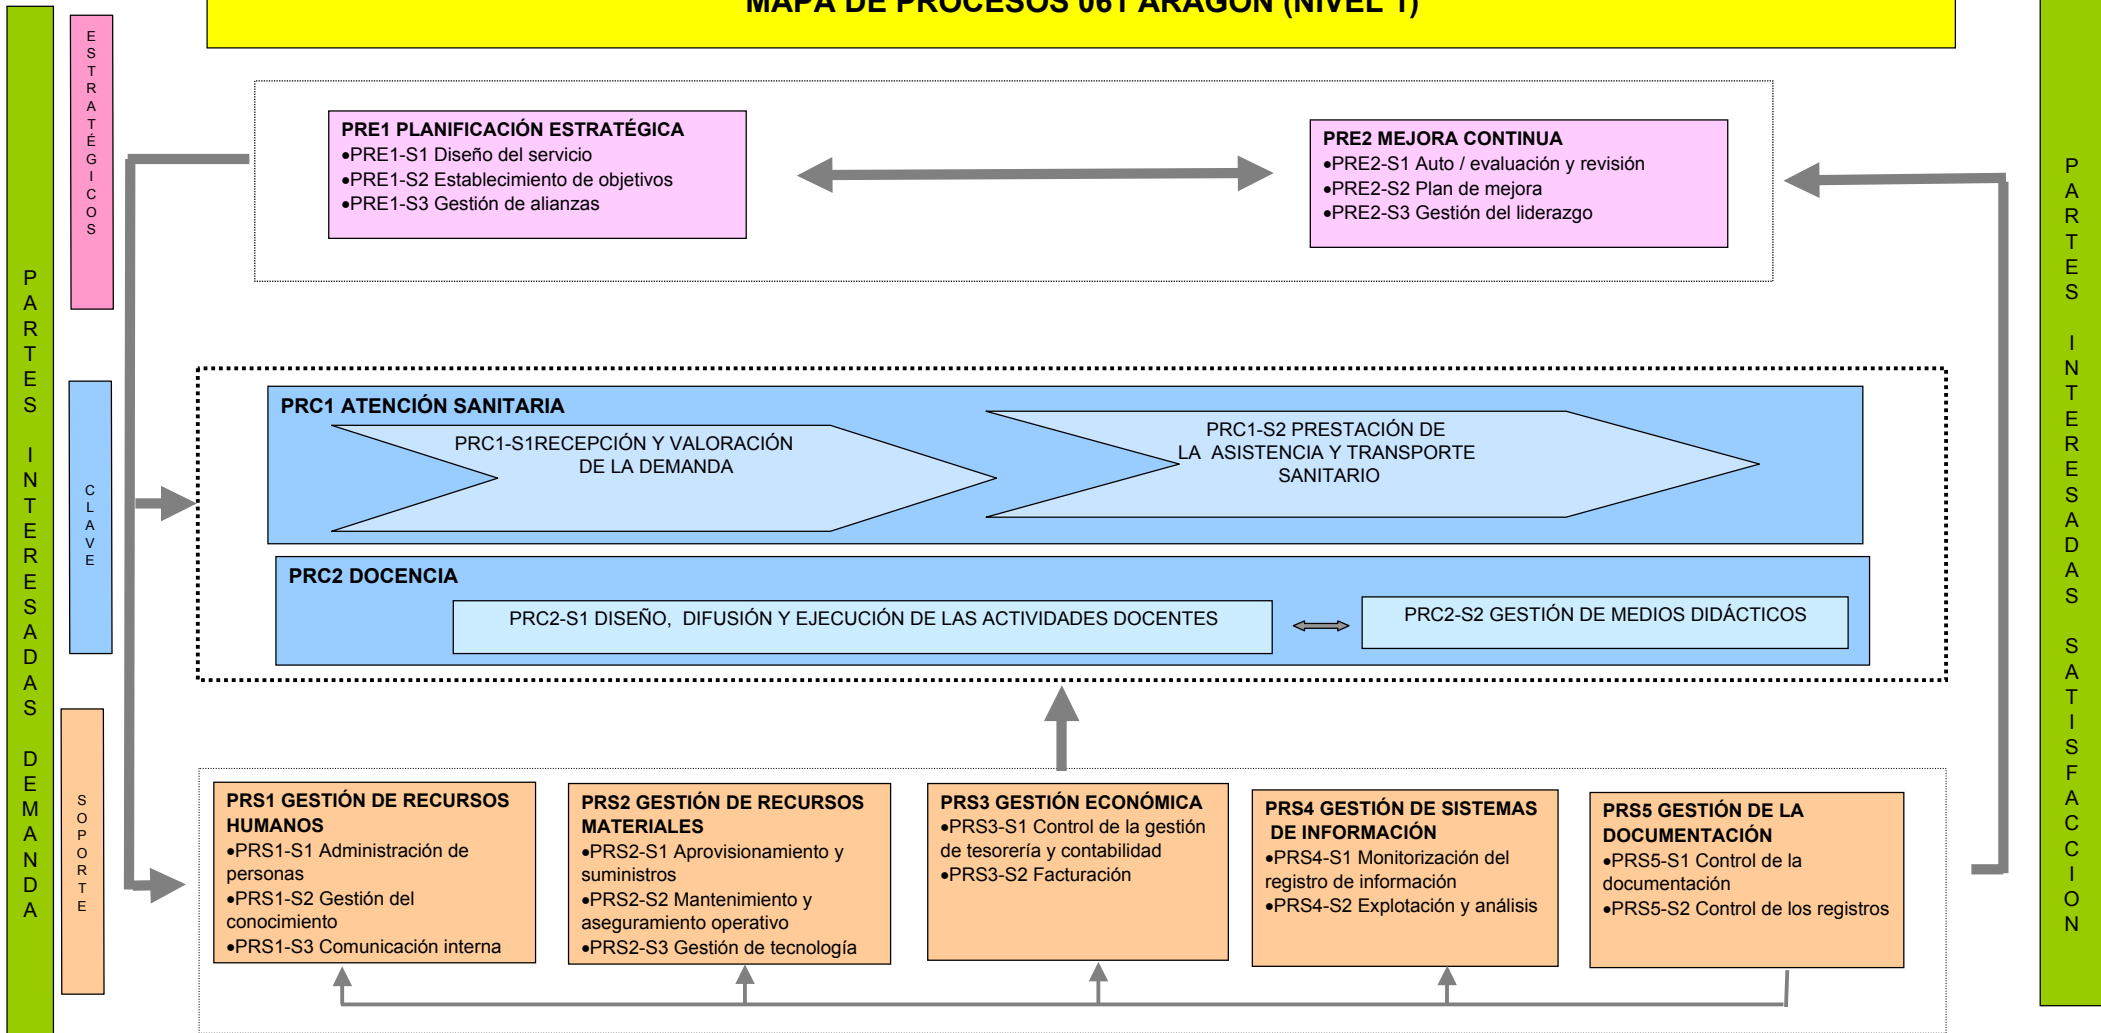 MAPA DE PROCESOS 061 ARAGON (NIVEL 1)
PARTES INTERESADAS DEMANDA
ESTRATÉGICOS
PRE1 PLANIFICACIÓN ESTRATÉGICA
•PRE1-S1 Diseño del servicio
•PRE1-S2 Establecimiento de objetivos
•PRE1-S3 Gestión de alianzas
PRE2 MEJORA CONTINUA
•PRE2-S1 Auto / evaluación y revisión
•PRE2-S2 Plan de mejora
•PRE2-S3 Gestión del liderazgo
CLAVE
PRC1 ATENCIÓN SANITARIA
PRC1-S1RECEPCIÓN Y VALORACIÓN
DE LA DEMANDA
PRC1-S2 PRESTACIÓN DE
LA ASISTENCIA Y TRANSPORTE
SANITARIO
PRC2 DOCENCIA
PRC2-S1 DISEÑO, DIFUSIÓN Y EJECUCIÓN DE LAS ACTIVIDADES DOCENTES
PRC2-S2 GESTIÓN DE MEDIOS DIDÁCTICOS
SOPORTE
PRS1 GESTIÓN DE RECURSOS
HUMANOS
•PRS1-S1 Administración de
personas
•PRS1-S2 Gestión del
conocimiento
•PRS1-S3 Comunicación interna
PRS2 GESTIÓN DE RECURSOS
MATERIALES
•PRS2-S1 Aprovisionamiento y
suministros
•PRS2-S2 Mantenimiento y
aseguramiento operativo
•PRS2-S3 Gestión de tecnología
PRS3 GESTIÓN ECONÓMICA
•PRS3-S1 Control de la gestión
de tesorería y contabilidad
•PRS3-S2 Facturación
PRS4 GESTIÓN DE SISTEMAS
DE INFORMACIÓN
•PRS4-S1 Monitorización del
registro de información
•PRS4-S2 Explotación y análisis
PRS5 GESTIÓN DE LA
DOCUMENTACIÓN
•PRS5-S1 Control de la
documentación
•PRS5-S2 Control de los registros
PARTES INTERESADAS SATISFACCION